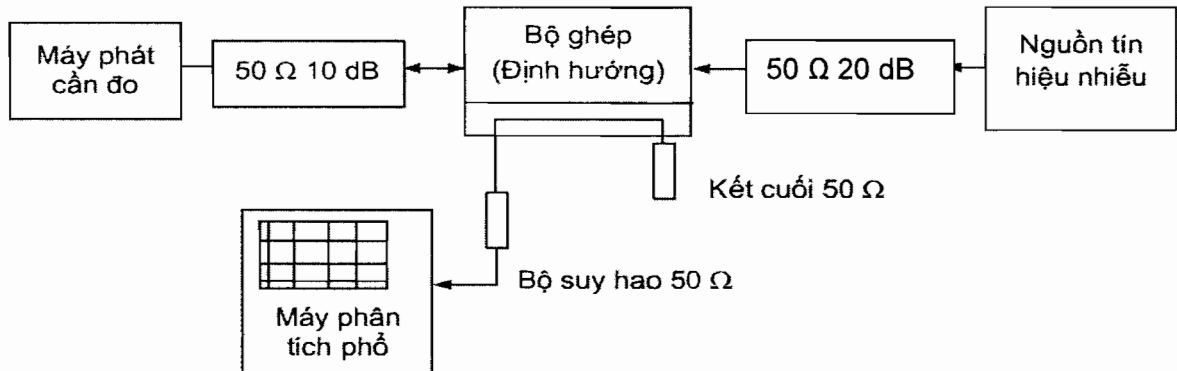 Máy phát
cần đo
50 Ω 10 dB
Bộ ghép
(Định hướng)
50 Ω 20 dB
Nguồn tín
hiệu nhiễu
Kết cuối 50 Ω
Bộ suy hao 50 Ω
Máy phân
tích phổ